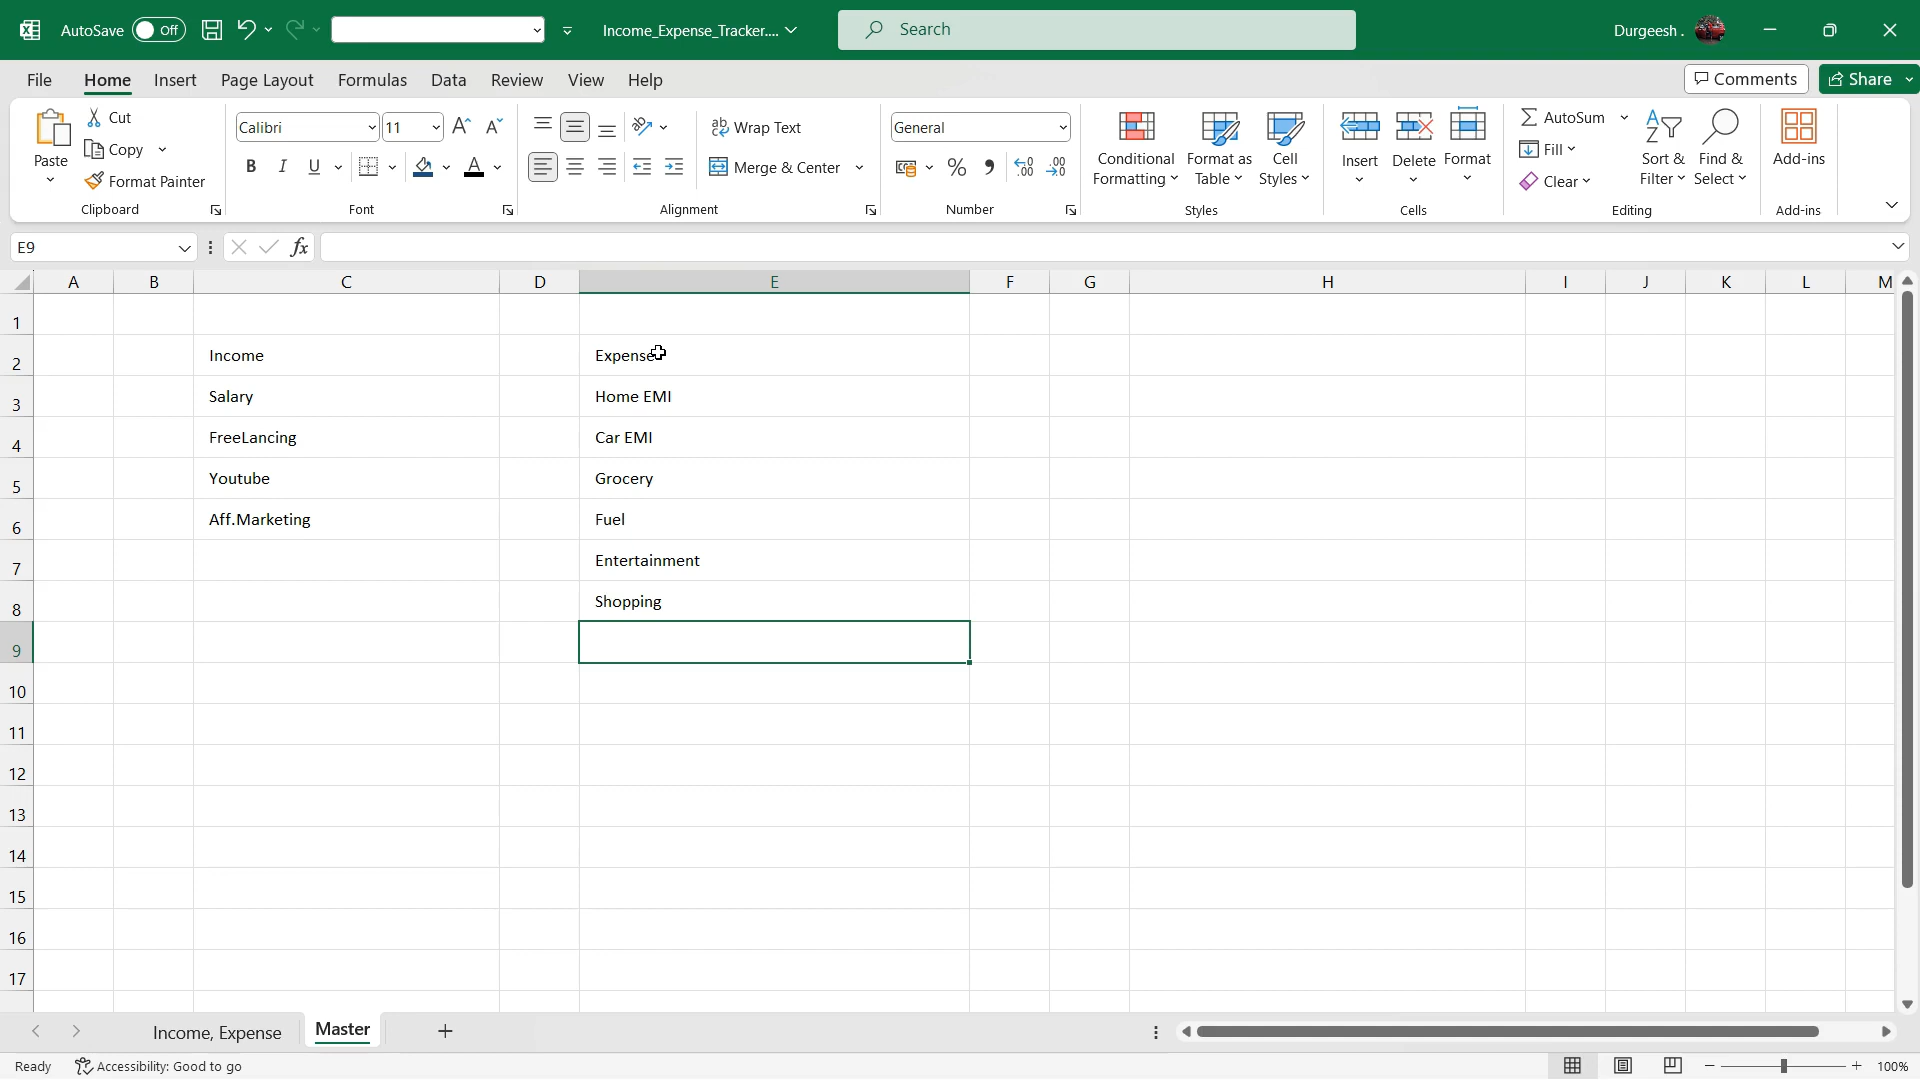 AutoSave Off Income_Expense_Tracker.... Search Durgeesh .
File Home Insert Page Layout Formulas Data Review View Help Comments Share
Paste
Cut
Copy
Format Painter
Clipboard
Calibri 11
B I U A
Font
Wrap Text
Merge & Center
Alignment
General
Number
Conditional Formatting
Format as Table
Cell Styles
Styles
Insert Delete Format
Cells
AutoSum
Fill
Clear
Sort & Filter
Find & Select
Editing
Add-ins
Add-ins
E9 fx
A B C D E F G H I J K L M
1
2 Income Expense
3 Salary Home EMI
4 FreeLancing Car EMI
5 Youtube Grocery
6 Aff.Marketing Fuel
7 Entertainment
8 Shopping
9
10
11
12
13
14
15
16
17
Income, Expense Master
Ready Accessibility: Good to go 100%